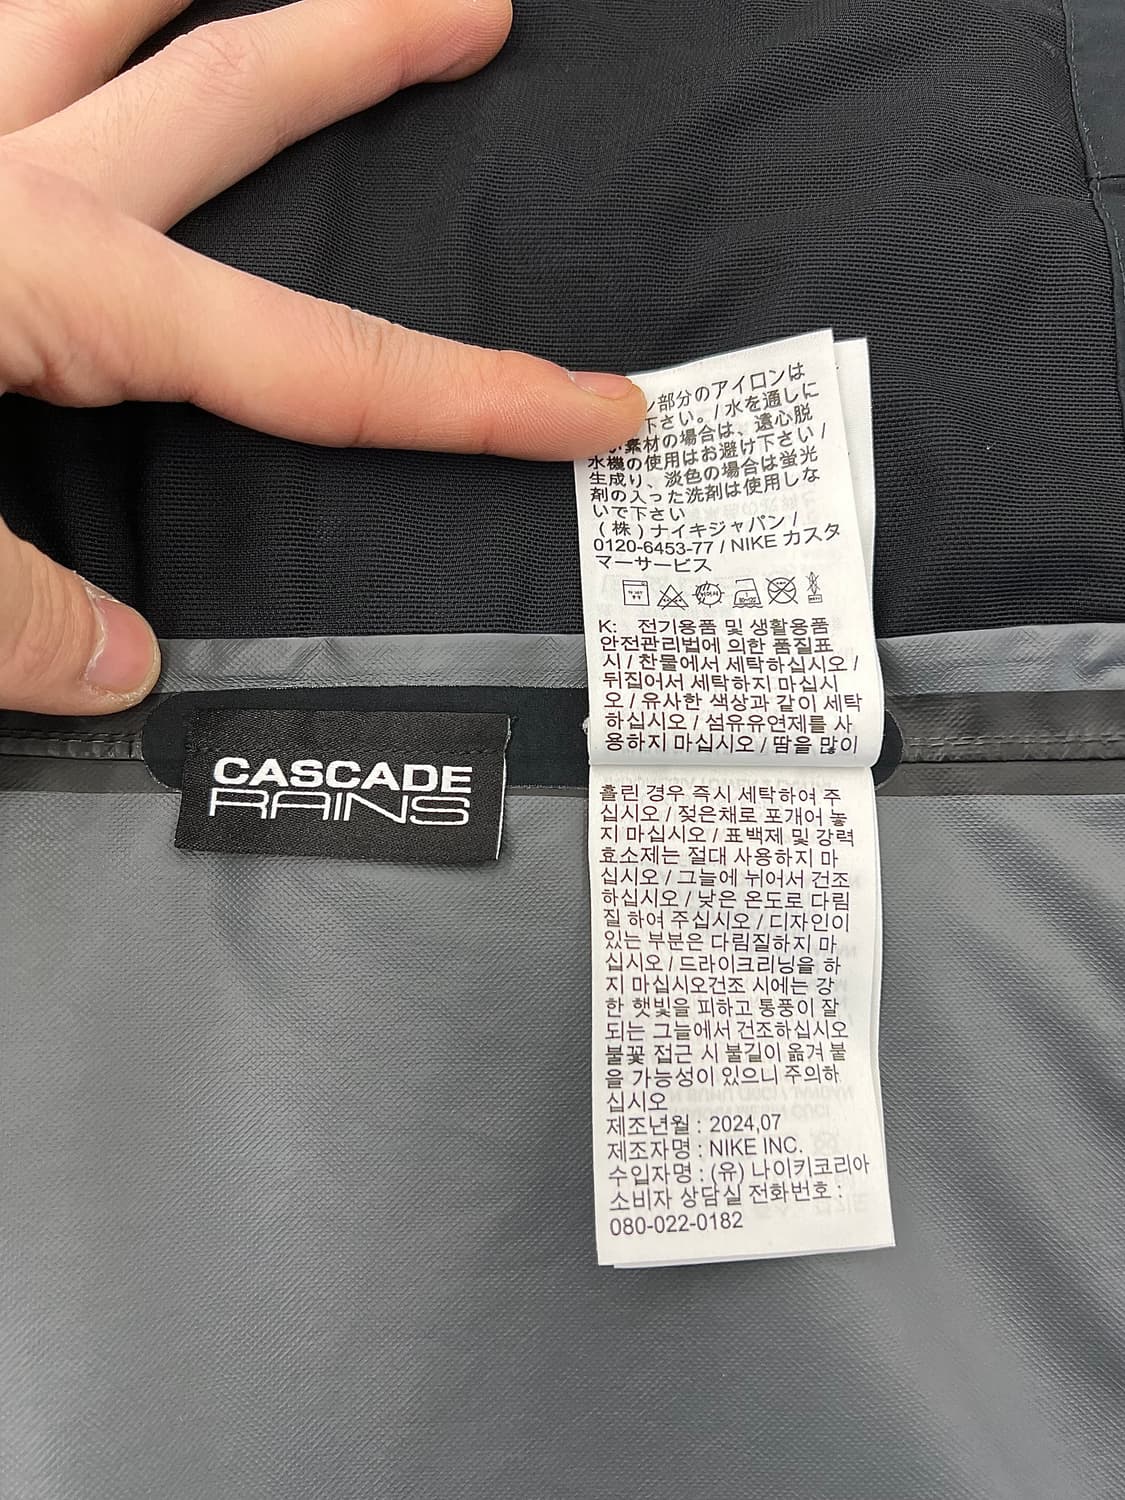 CASCADE
RAINS
ン部分のアイロンは
下さい。/ 水を通しに
素材の場合は、遠心脱
水機の使用はお避け下さい /
生成り、淡色の場合は蛍光
剤の入った洗剤は使用しな
いで下さい
(株) ナイキジャパン /
0120-6453-77 / NIKE カスタ
マーサービス
K: 전기용품 및 생활용품
안전관리법에 의한 품질표
시 / 찬물에서 세탁하십시오 /
뒤집어서 세탁하지 마십시
오 / 유사한 색상과 같이 세탁
하십시오 / 섬유유연제를 사
용하지 마십시오 / 땀을 많이
흘린 경우 즉시 세탁하여 주
십시오 / 젖은채로 포개어 놓
지 마십시오 / 표백제 및 강력
효소제는 절대 사용하지 마
십시오 / 그늘에 뉘어서 건조
하십시오 / 낮은 온도로 다림
질 하여 주십시오 / 디자인이
있는 부분은 다림질하지 마
십시오 / 드라이크리닝을 하
지 마십시오건조 시에는 강
한 햇빛을 피하고 통풍이 잘
되는 그늘에서 건조하십시오
불꽃 접근 시 불길이 옮겨 붙
을 가능성이 있으니 주의하
십시오
제조년월 : 2024,07
제조자명 : NIKE INC.
수입자명 : (유) 나이키코리아
소비자 상담실 전화번호 :
080-022-0182